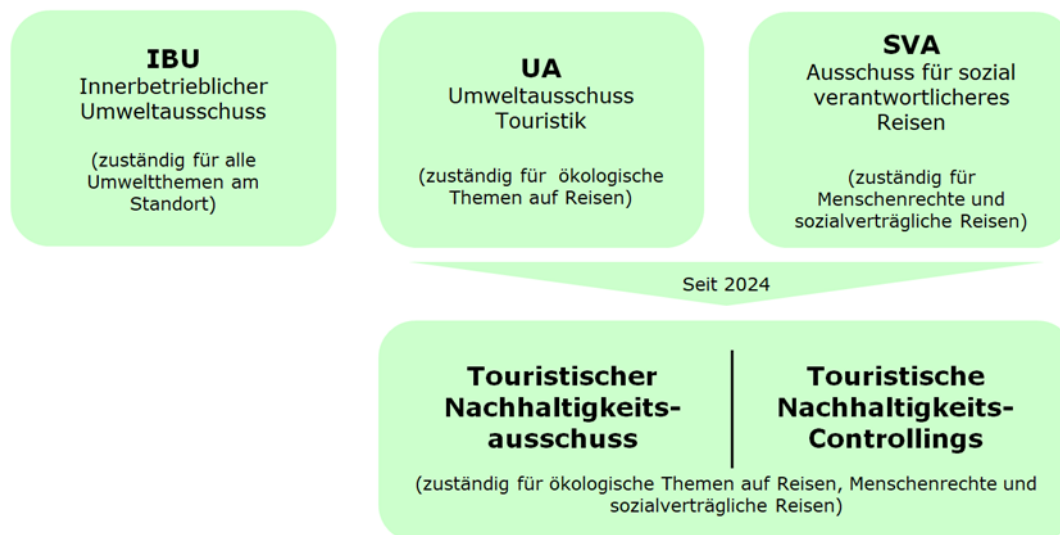 IBU
Innerbetrieblicher
Umweltausschuss
(zuständig für alle
Umweltthemen am
Standort)
UA
Umweltausschuss
Touristik
(zuständig für ökologische
Themen auf Reisen)
SVA
Ausschuss für sozial
verantwortlicheres
Reisen
(zuständig für
Menschenrechte und
sozialverträgliche Reisen)
Seit 2024
Touristischer
Nachhaltigkeits-
ausschuss
Touristische
Nachhaltigkeits-
Controllings
(zuständig für ökologische Themen auf Reisen, Menschenrechte und
sozialverträgliche Reisen)